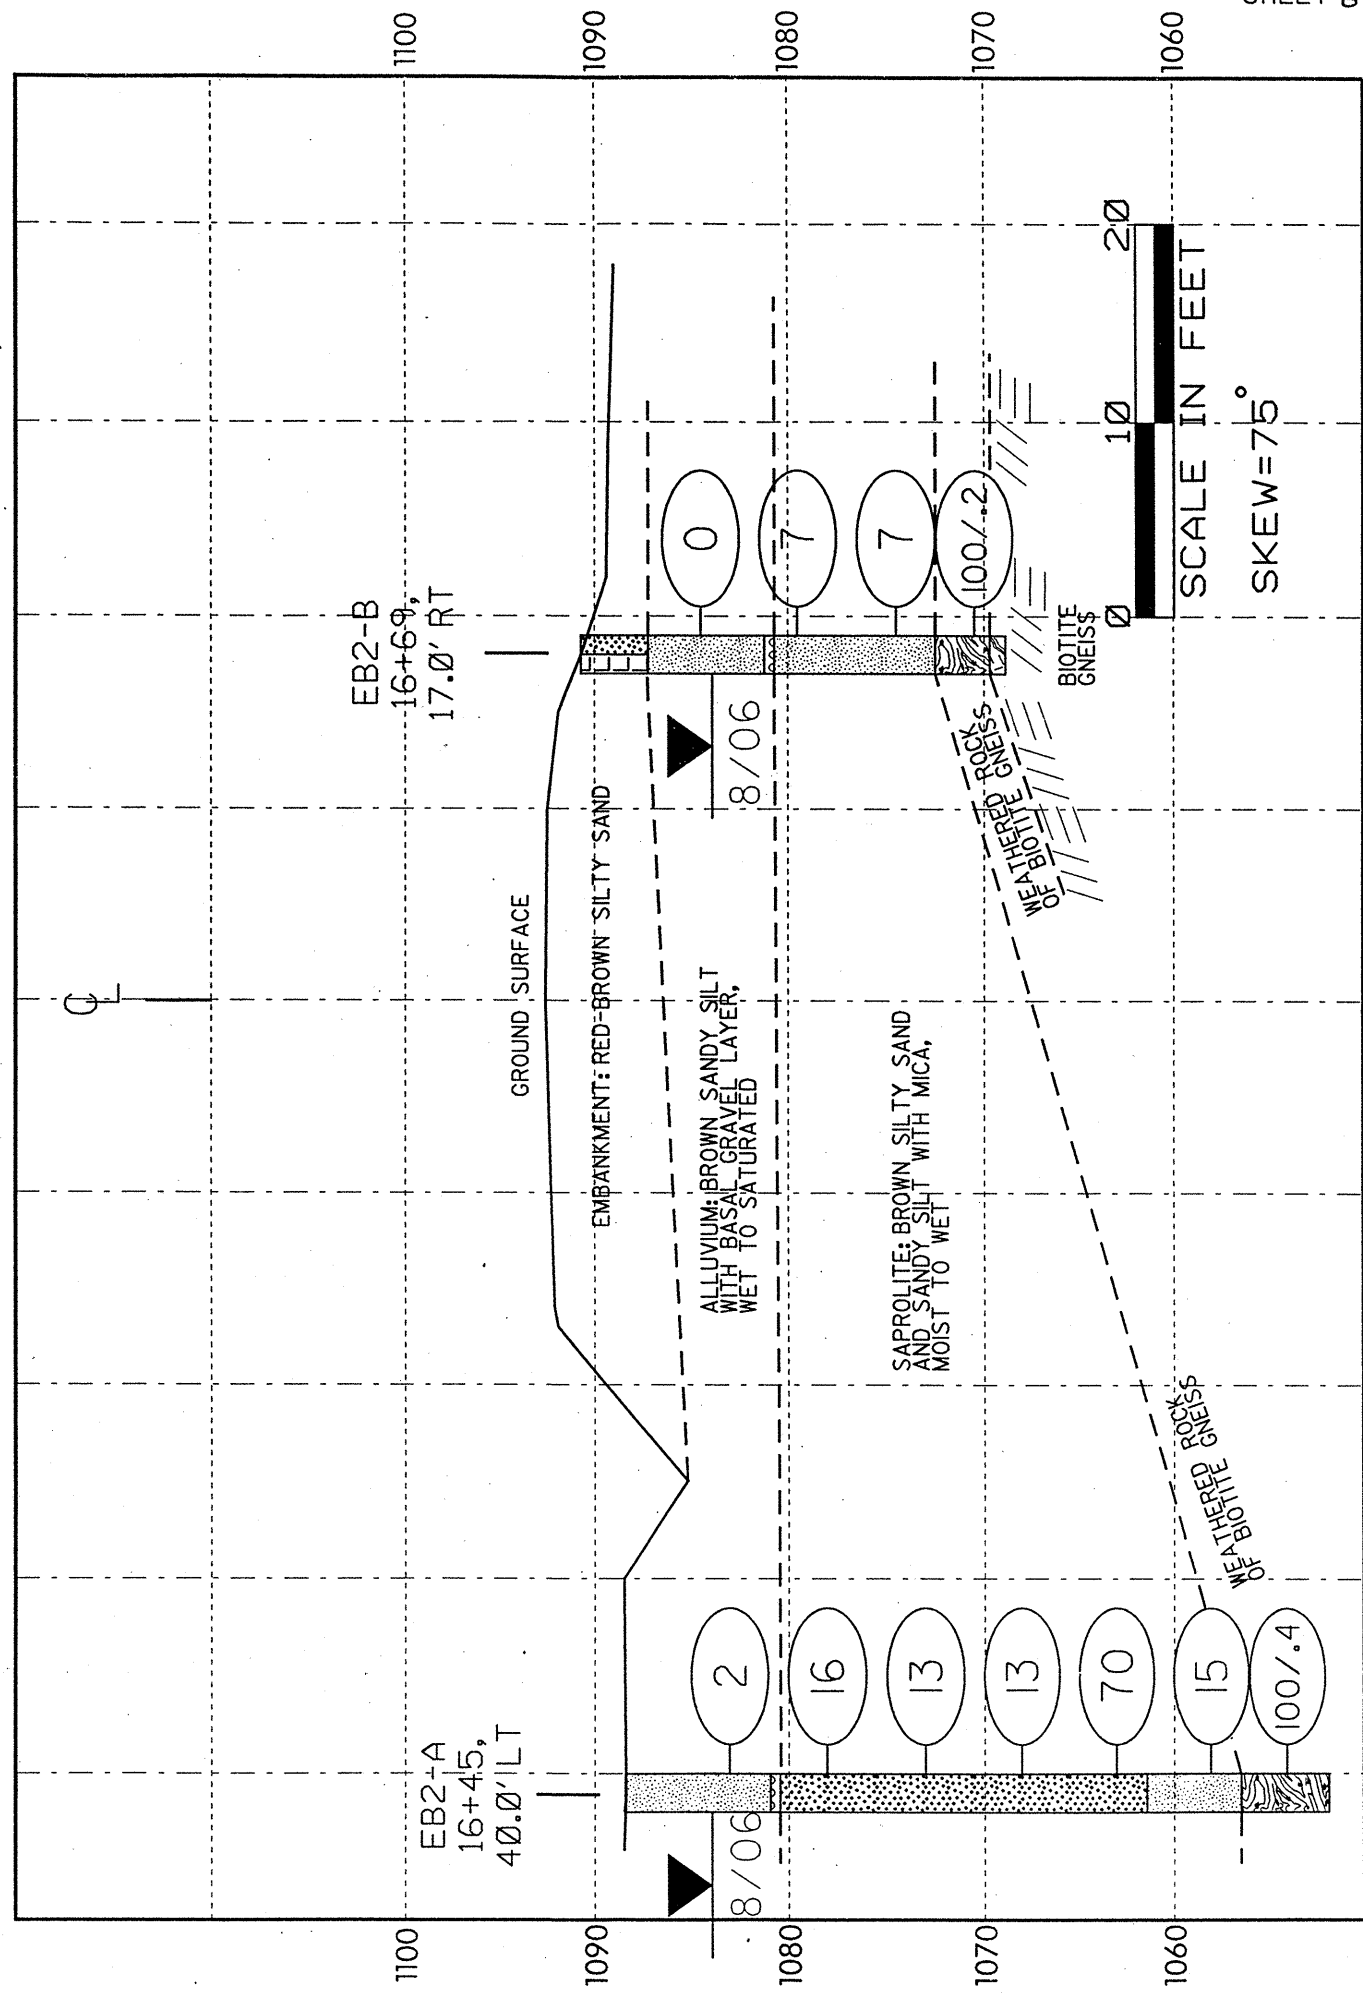 SHEET
1100
1090
1080
1070
1060
C
L
EB2-A
16+45,
40.0' LT
EB2-B
16+69,
17.0' RT
GROUND SURFACE
EMBANKMENT: RED-BROWN SILTY SAND
ALLUVIUM: BROWN SANDY SILT
WITH BASAL GRAVEL LAYER,
WET TO SATURATED
SAPROLITE: BROWN SILTY SAND
AND SANDY SILT WITH MICA,
MOIST TO WET
8/06
2
16
13
13
70
15
100/.4
WEATHERED ROCK
OF BIOTITE GNEISS
8/06
0
7
7
100/.2
WEATHERED ROCK
OF BIOTITE GNEISS
BIOTITE
GNEISS
0
10
20
SCALE IN FEET
SKEW=75°
1100
1090
1080
1070
1060